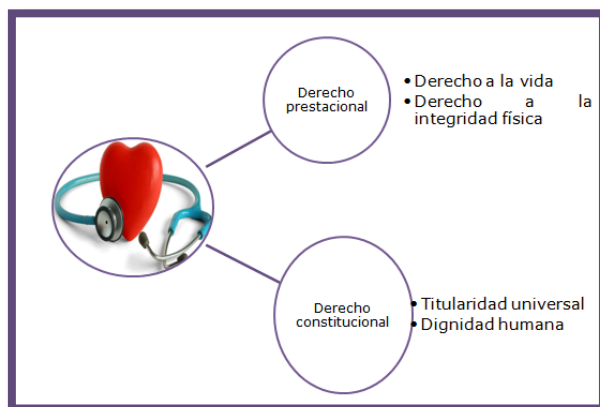 Derecho
prestacional
• Derecho a la vida
• Derecho a la
integridad física
Derecho
constitucional
• Titularidad universal
• Dignidad humana